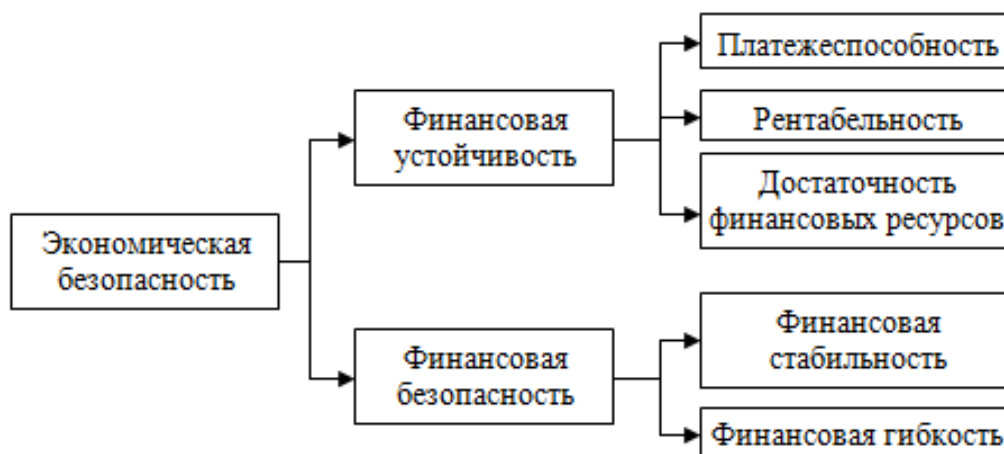 Экономическая
безопасность
Финансовая
устойчивость
Платежеспособность
Рентабельность
Достаточность
финансовых ресурсов
Финансовая
безопасность
Финансовая
стабильность
Финансовая гибкость